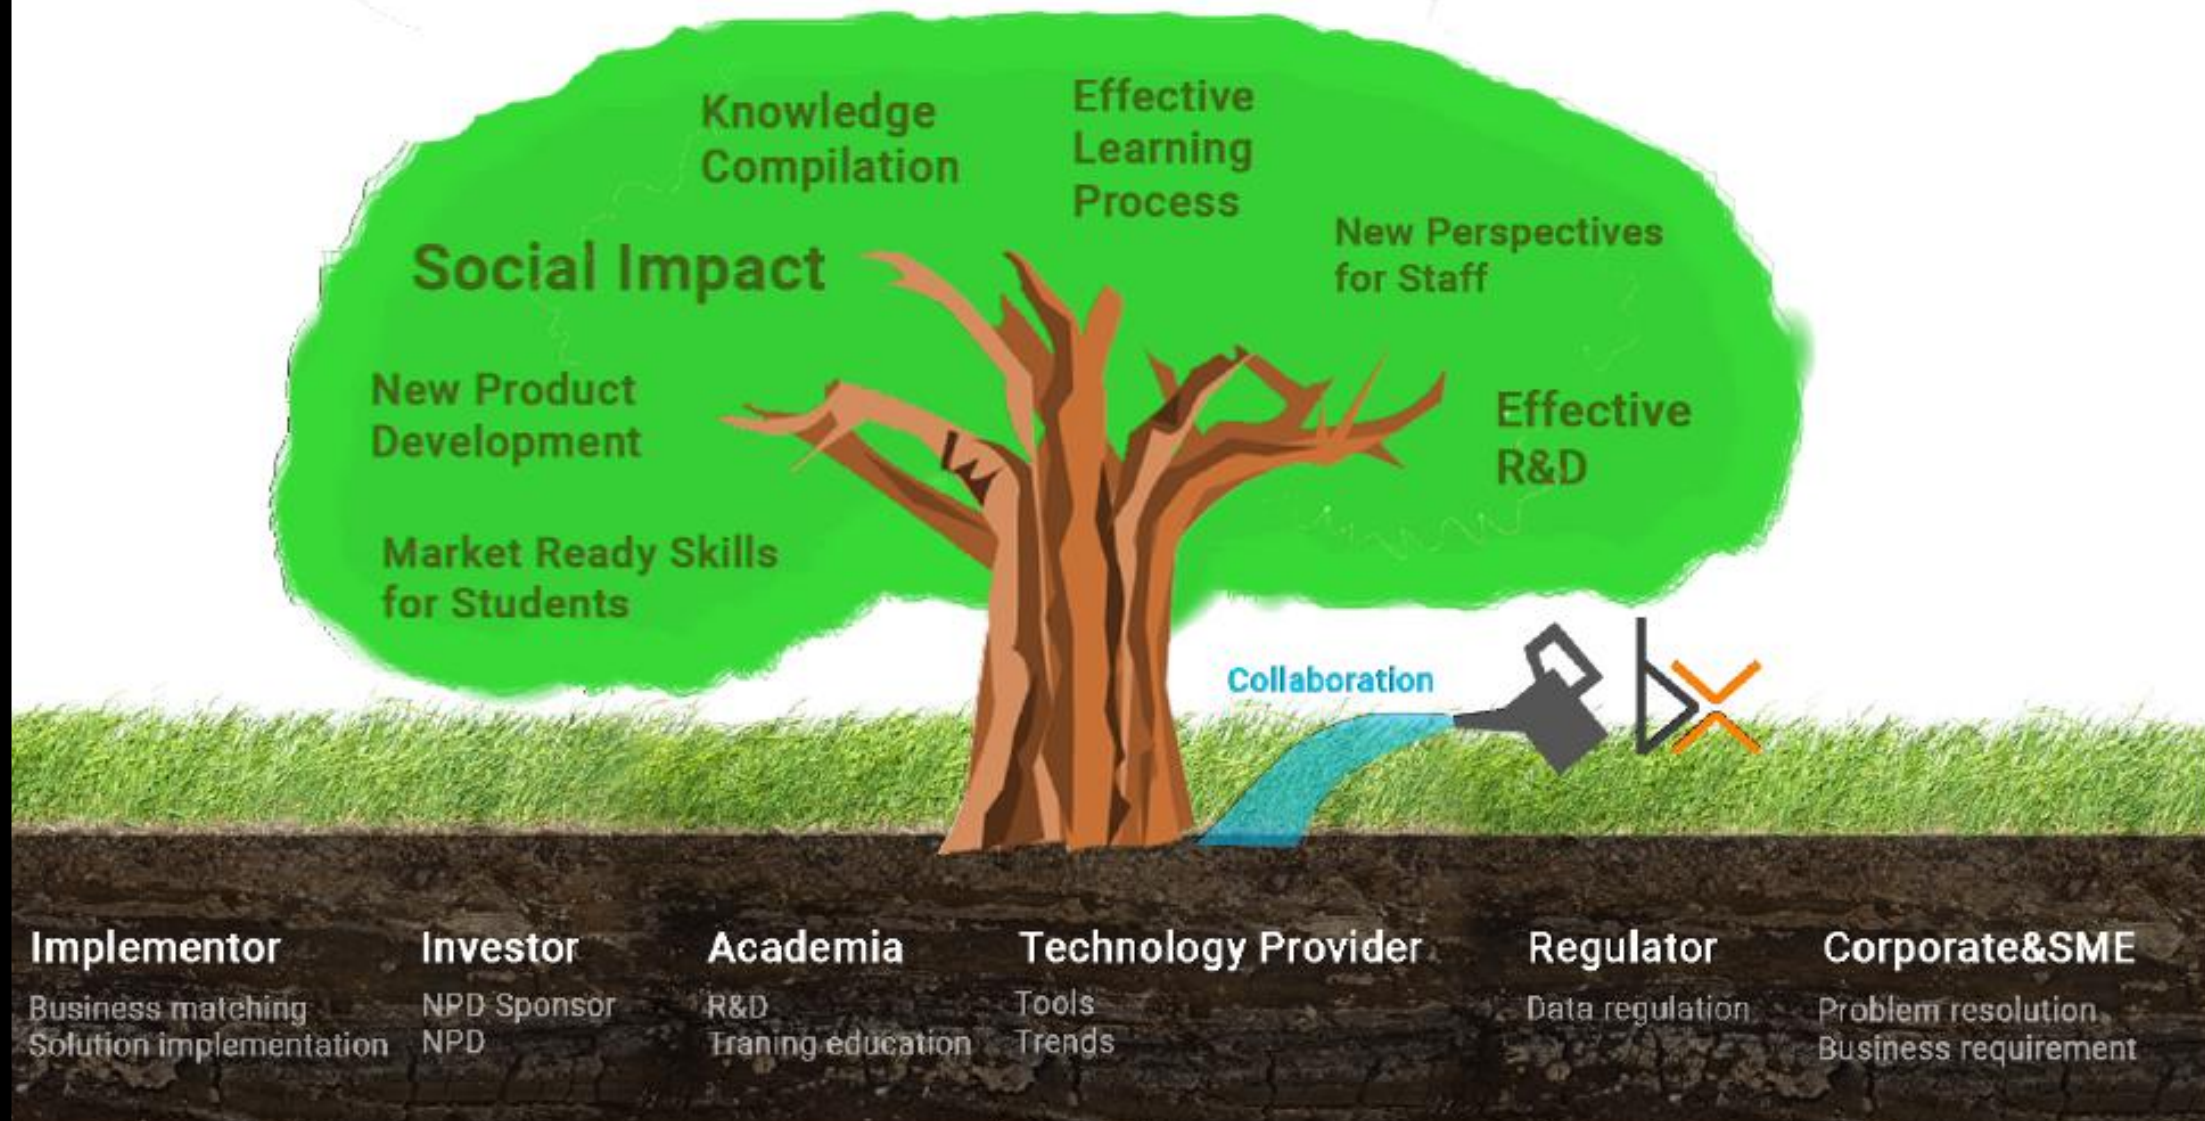 Knowledge
Compilation
Effective
Learning
Process
New Perspectives
for Staff
Social Impact
New Product
Development
Effective
R&D
Market Ready Skills
for Students
Collaboration
Implementor
Business matching
Solution implementation
Investor
NPD Sponsor
NPD
Academia
R&D
Traning education
Technology Provider
Tools
Trends
Regulator
Data regulation
Corporate&SME
Problem resolution
Business requirement